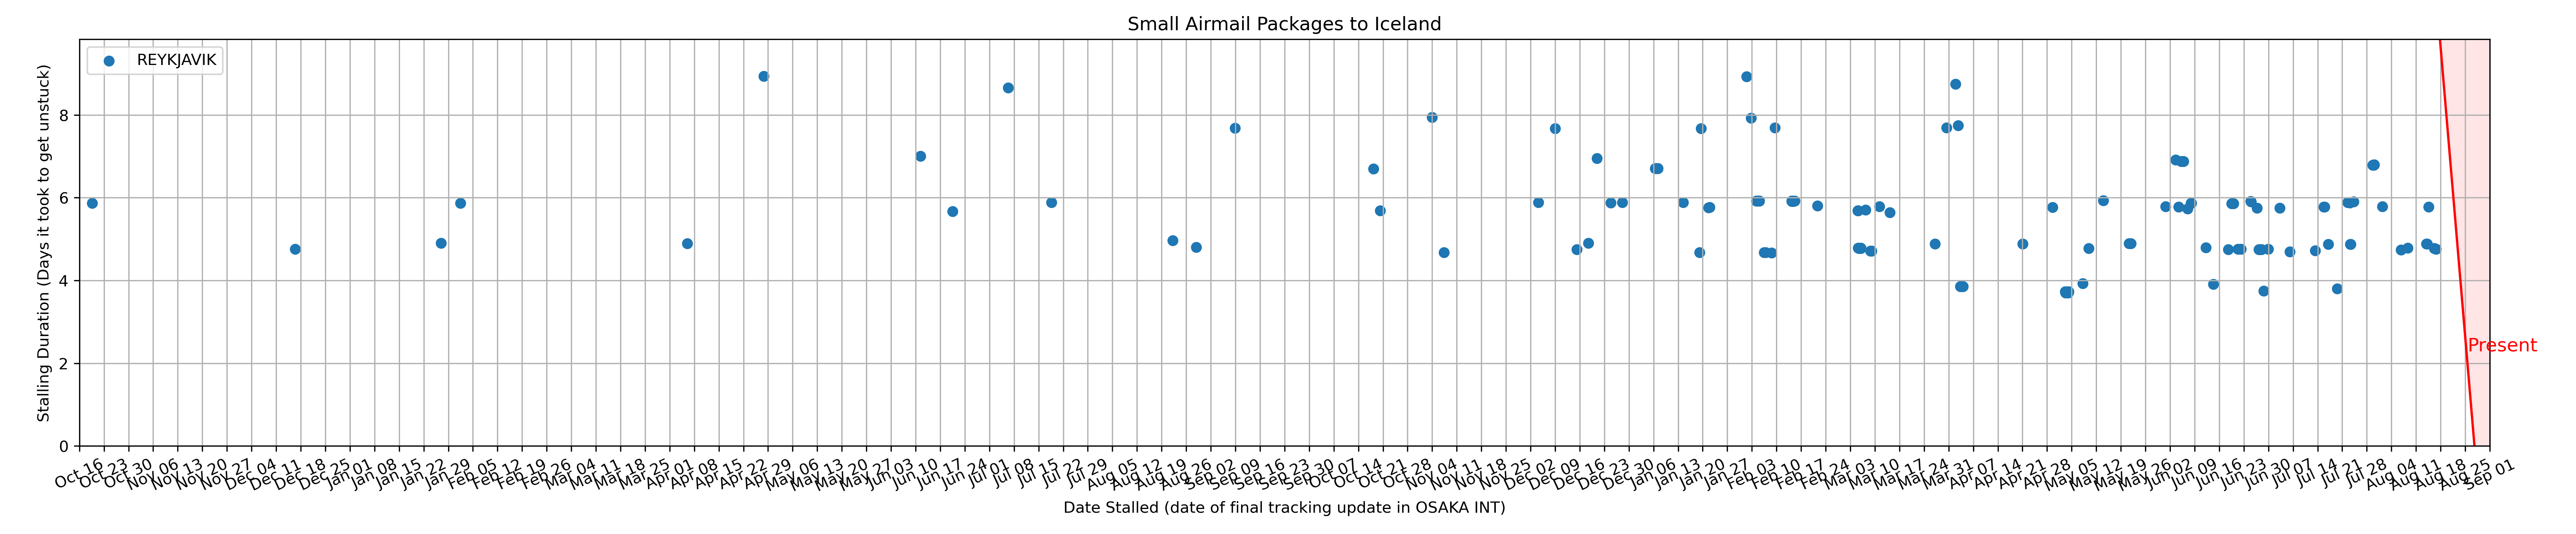 Small Airmail Packages to Iceland
REYKJAVIK
Stalling Duration (Days it took to get unstuck)
8
6
4
2
0
Present
Oct 16
Oct 23
Oct 30
Nov 06
Nov 13
Nov 20
Nov 27
Dec 04
Dec 11
Dec 18
Dec 25
Jan 01
Jan 08
Jan 15
Jan 22
Jan 29
Feb 05
Feb 12
Feb 19
Feb 26
Mar 04
Mar 11
Mar 18
Mar 25
Apr 01
Apr 08
Apr 15
Apr 22
Apr 29
May 06
May 13
May 20
May 27
Jun 03
Jun 10
Jun 17
Jun 24
Jul 01
Jul 08
Jul 15
Jul 22
Jul 29
Aug 05
Aug 12
Aug 19
Aug 26
Sep 02
Sep 09
Sep 16
Sep 23
Sep 30
Oct 07
Oct 14
Oct 21
Oct 28
Nov 04
Nov 11
Nov 18
Nov 25
Dec 02
Dec 09
Dec 16
Dec 23
Dec 30
Jan 06
Jan 13
Jan 20
Jan 27
Feb 03
Feb 10
Feb 17
Feb 24
Mar 03
Mar 10
Mar 17
Mar 24
Mar 31
Apr 07
Apr 14
Apr 21
Apr 28
May 05
May 12
May 19
May 26
Jun 02
Jun 09
Jun 16
Jun 23
Jun 30
Jul 07
Jul 14
Jul 21
Jul 28
Aug 04
Aug 11
Aug 18
Aug 25
Sep 01
Date Stalled (date of final tracking update in OSAKA INT)